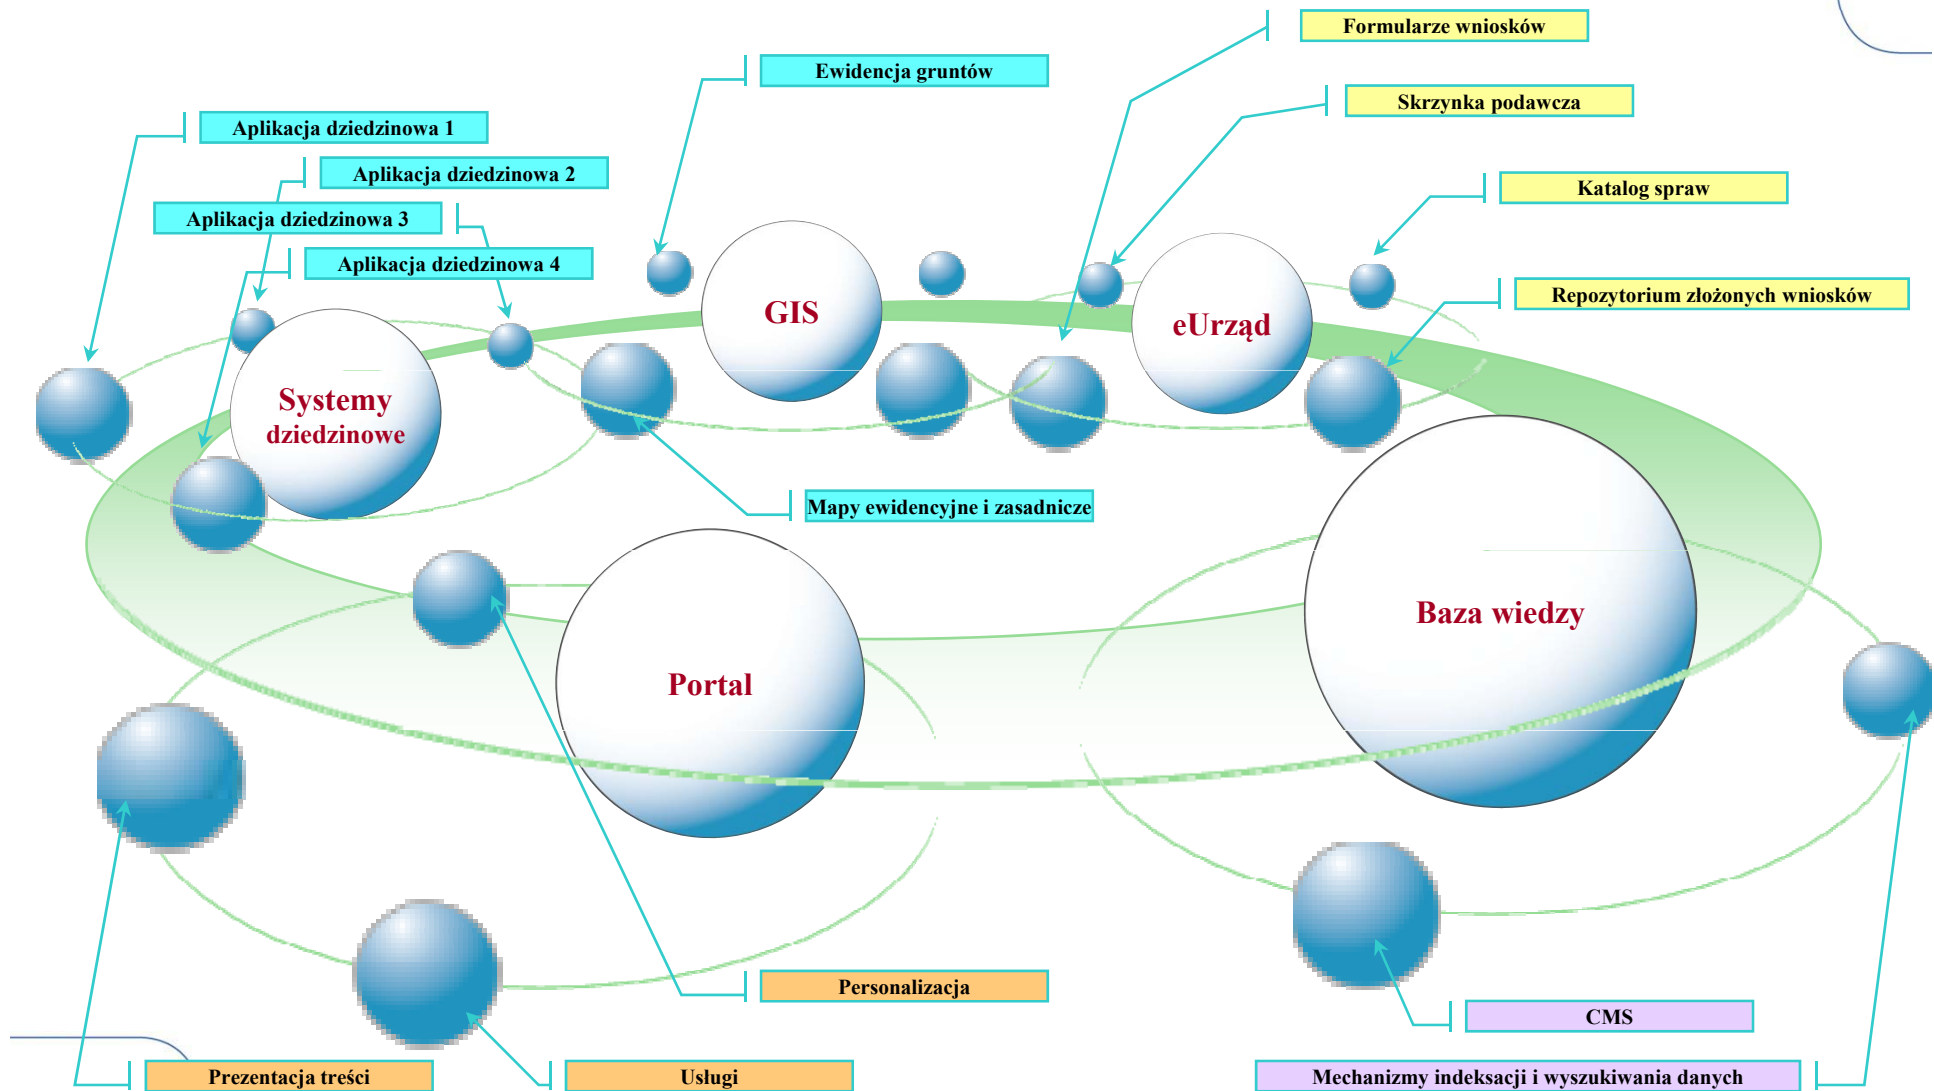 Formularze wniosków
Ewidencja gruntów
Skrzynka podawcza
Aplikacja dziedzinowa 1
Aplikacja dziedzinowa 2
Katalog spraw
Aplikacja dziedzinowa 3
Aplikacja dziedzinowa 4
Repozytorium złożonych wniosków
GIS
eUrząd
Systemy
dziedzinowe
Mapy ewidencyjne i zasadnicze
Baza wiedzy
Portal
Personalizacja
CMS
Prezentacja treści
Usługi
Mechanizmy indeksacji i wyszukiwania danych